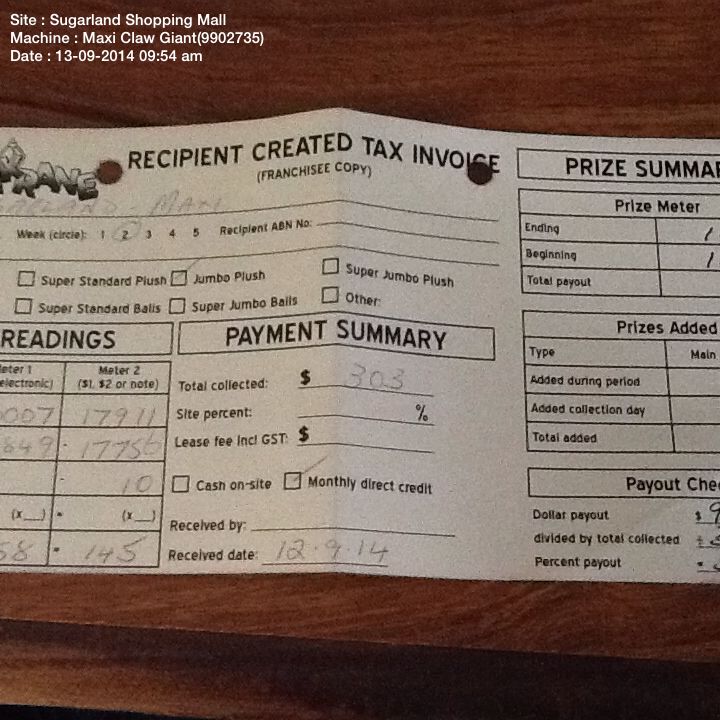 Site : Sugarland Shopping Mall
Machine : Maxi Claw Giant(9902735)
Date : 13-09-2014 09:54 am
RECIPIENT CREATED TAX INVOICE
(FRANCHISEE COPY)
Week (circle): 1 2 3 4 5 Recipient ABN No:
Super Standard Plush Jumbo Plush Super Jumbo Plush
Super Standard Balls Super Jumbo Balls Other:
READINGS
Meter 2
($1, $2 or note)
17911
17756
10
(x__) (x__)
145
PAYMENT SUMMARY
Total collected: $ 303
Site percent: %
Lease fee incl GST: $
Cash on-site Monthly direct credit
Received by:
Received date: 12.9.14
PRIZE SUMMAR
Prize Meter
Ending
Beginning
Total payout
Prizes Added
Type Main
Added during period
Added collection day
Total added
Payout Che
Dollar payout $ 9
divided by total collected
Percent payout